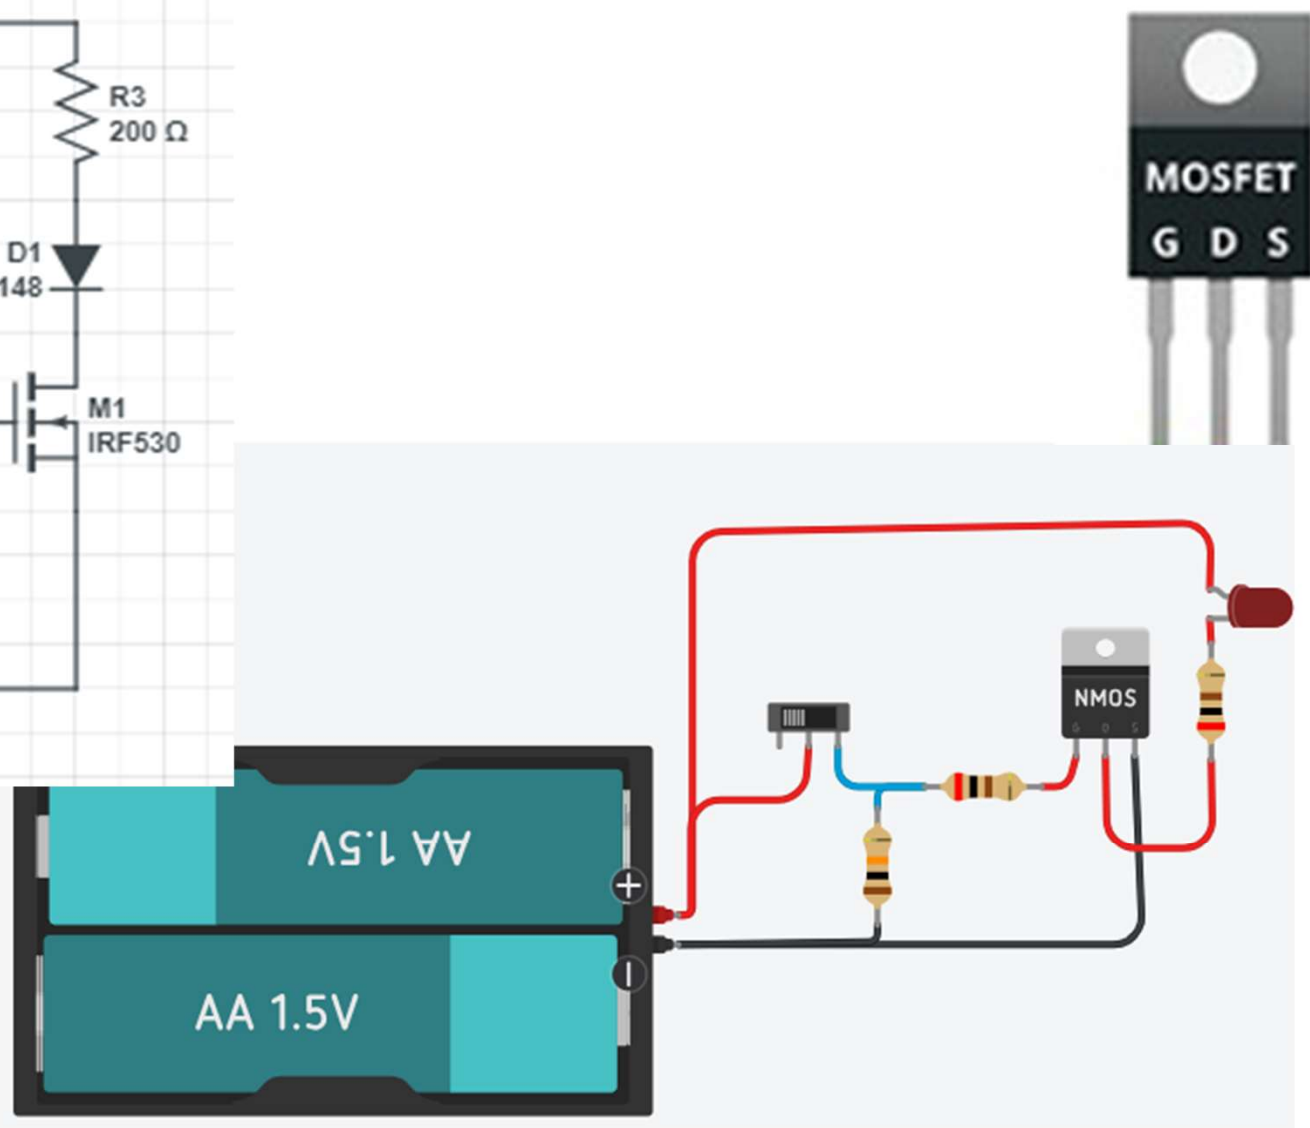 R3
200 Ω
D1
148
M1
IRF530
MOSFET
G D S
NMOS
G D S
AA 1.5V
+
−
AA 1.5V